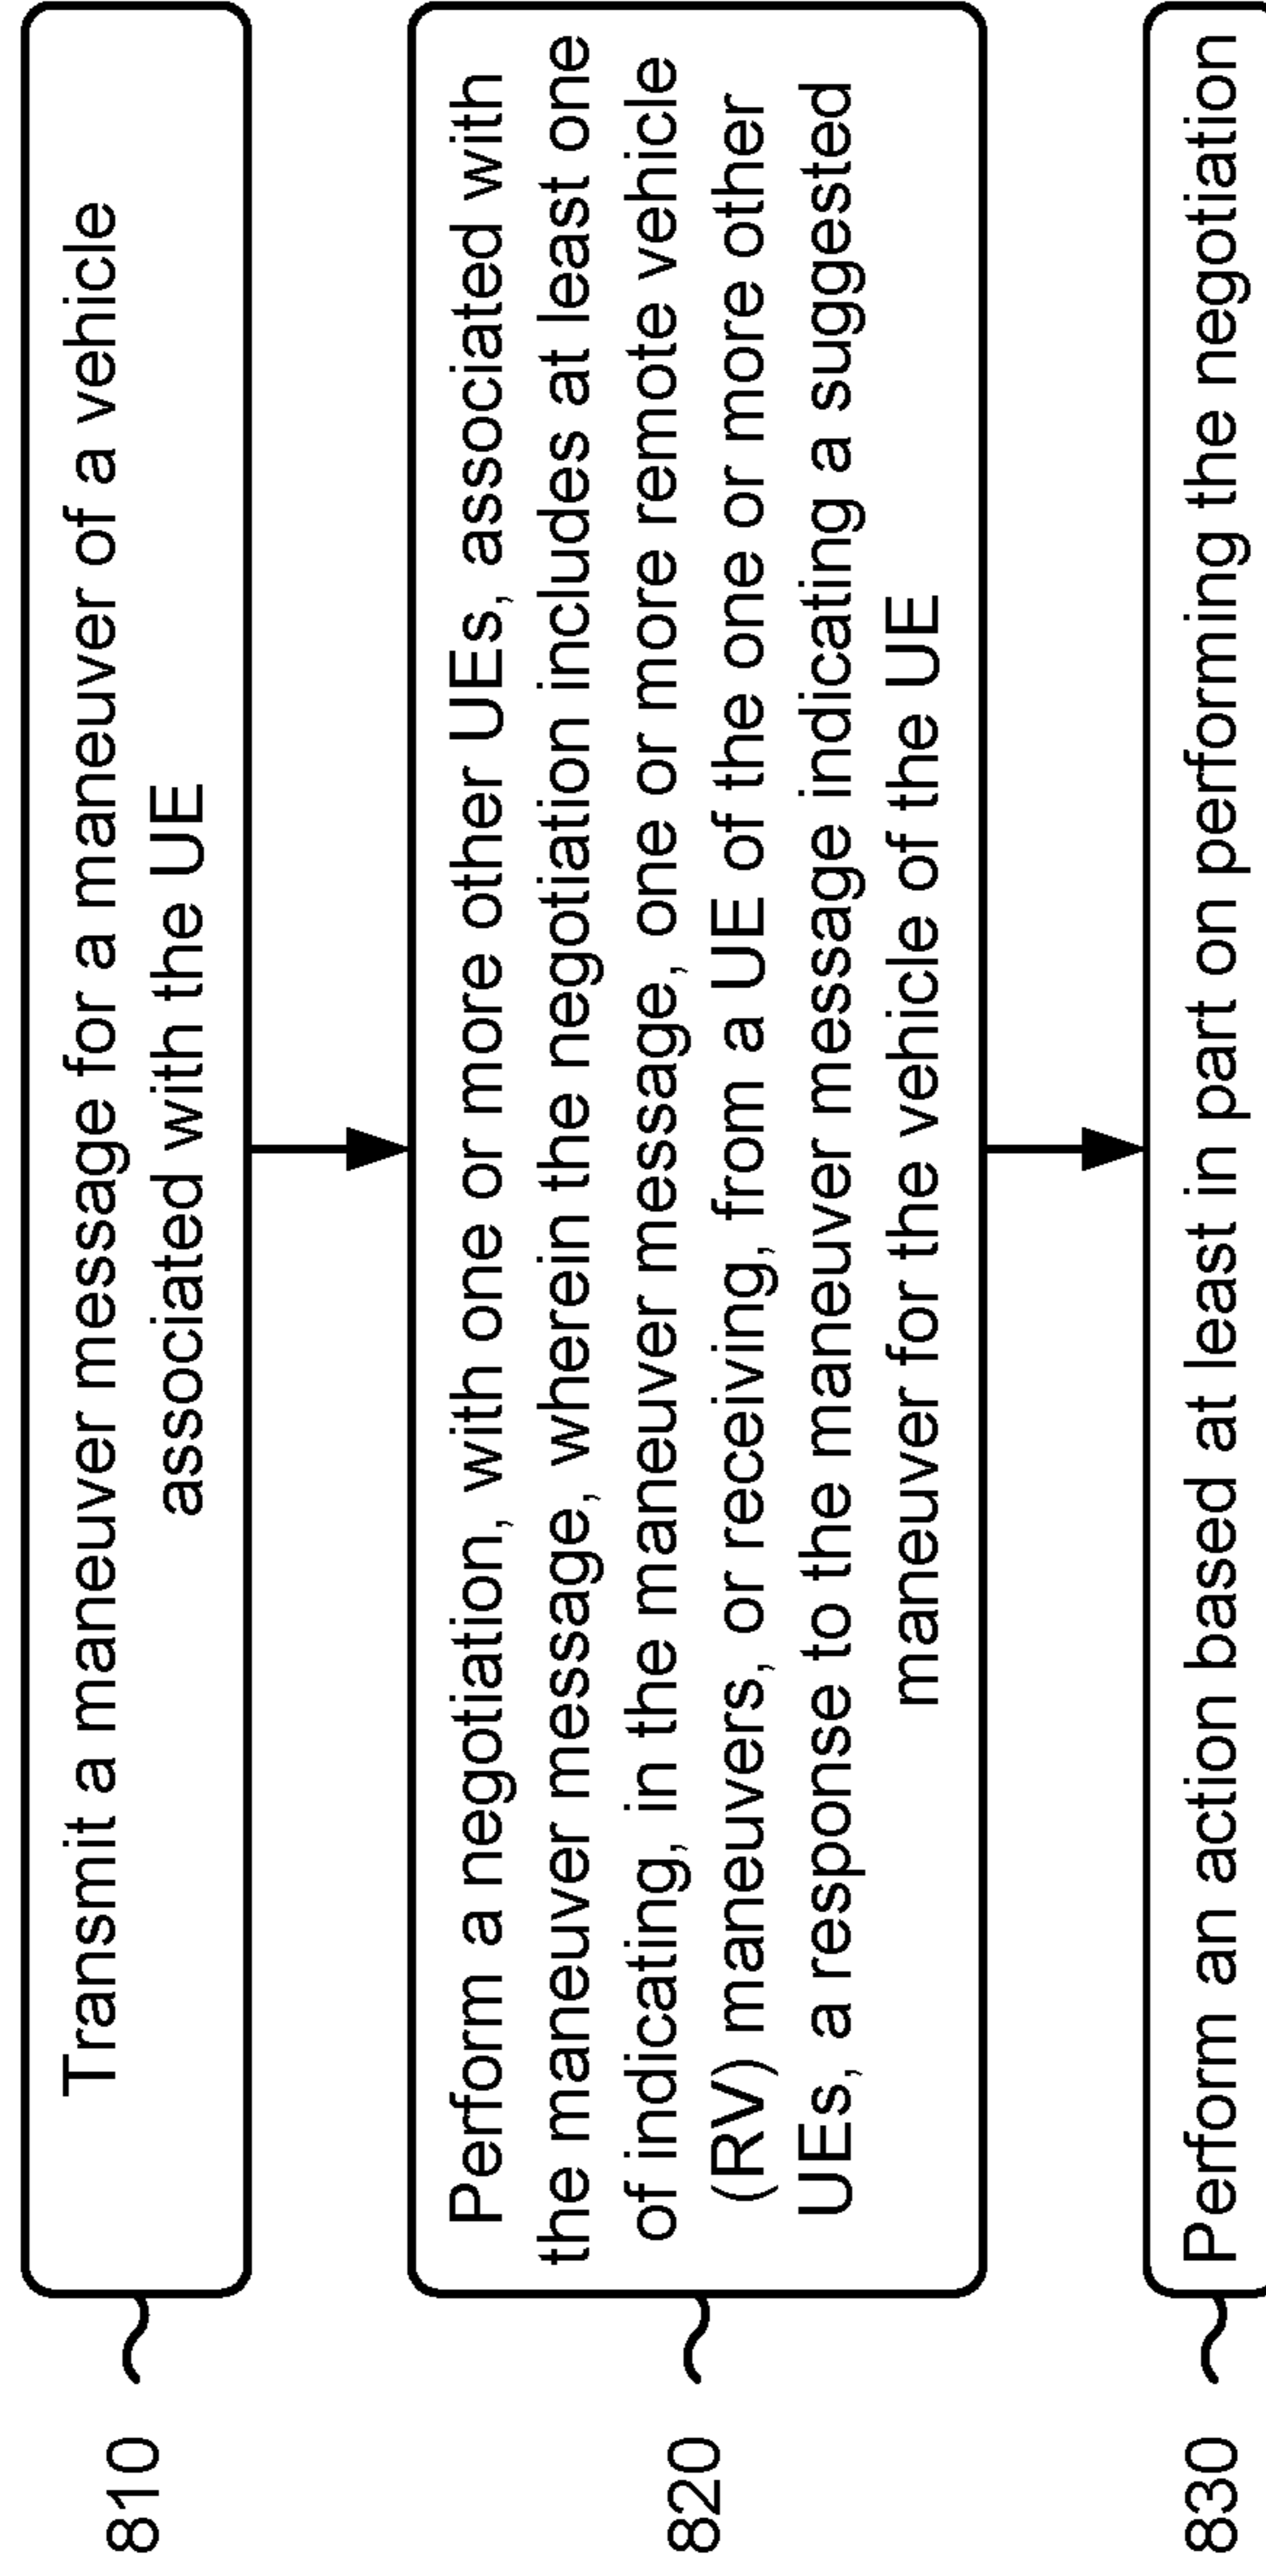 810
Transmit a maneuver message for a maneuver of a vehicle
associated with the UE
820
Perform a negotiation, with one or more other UEs, associated with
the maneuver message, wherein the negotiation includes at least one
of indicating, in the maneuver message, one or more remote vehicle
(RV) maneuvers, or receiving, from a UE of the one or more other
UEs, a response to the maneuver message indicating a suggested
maneuver for the vehicle of the UE
830
Perform an action based at least in part on performing the negotiation